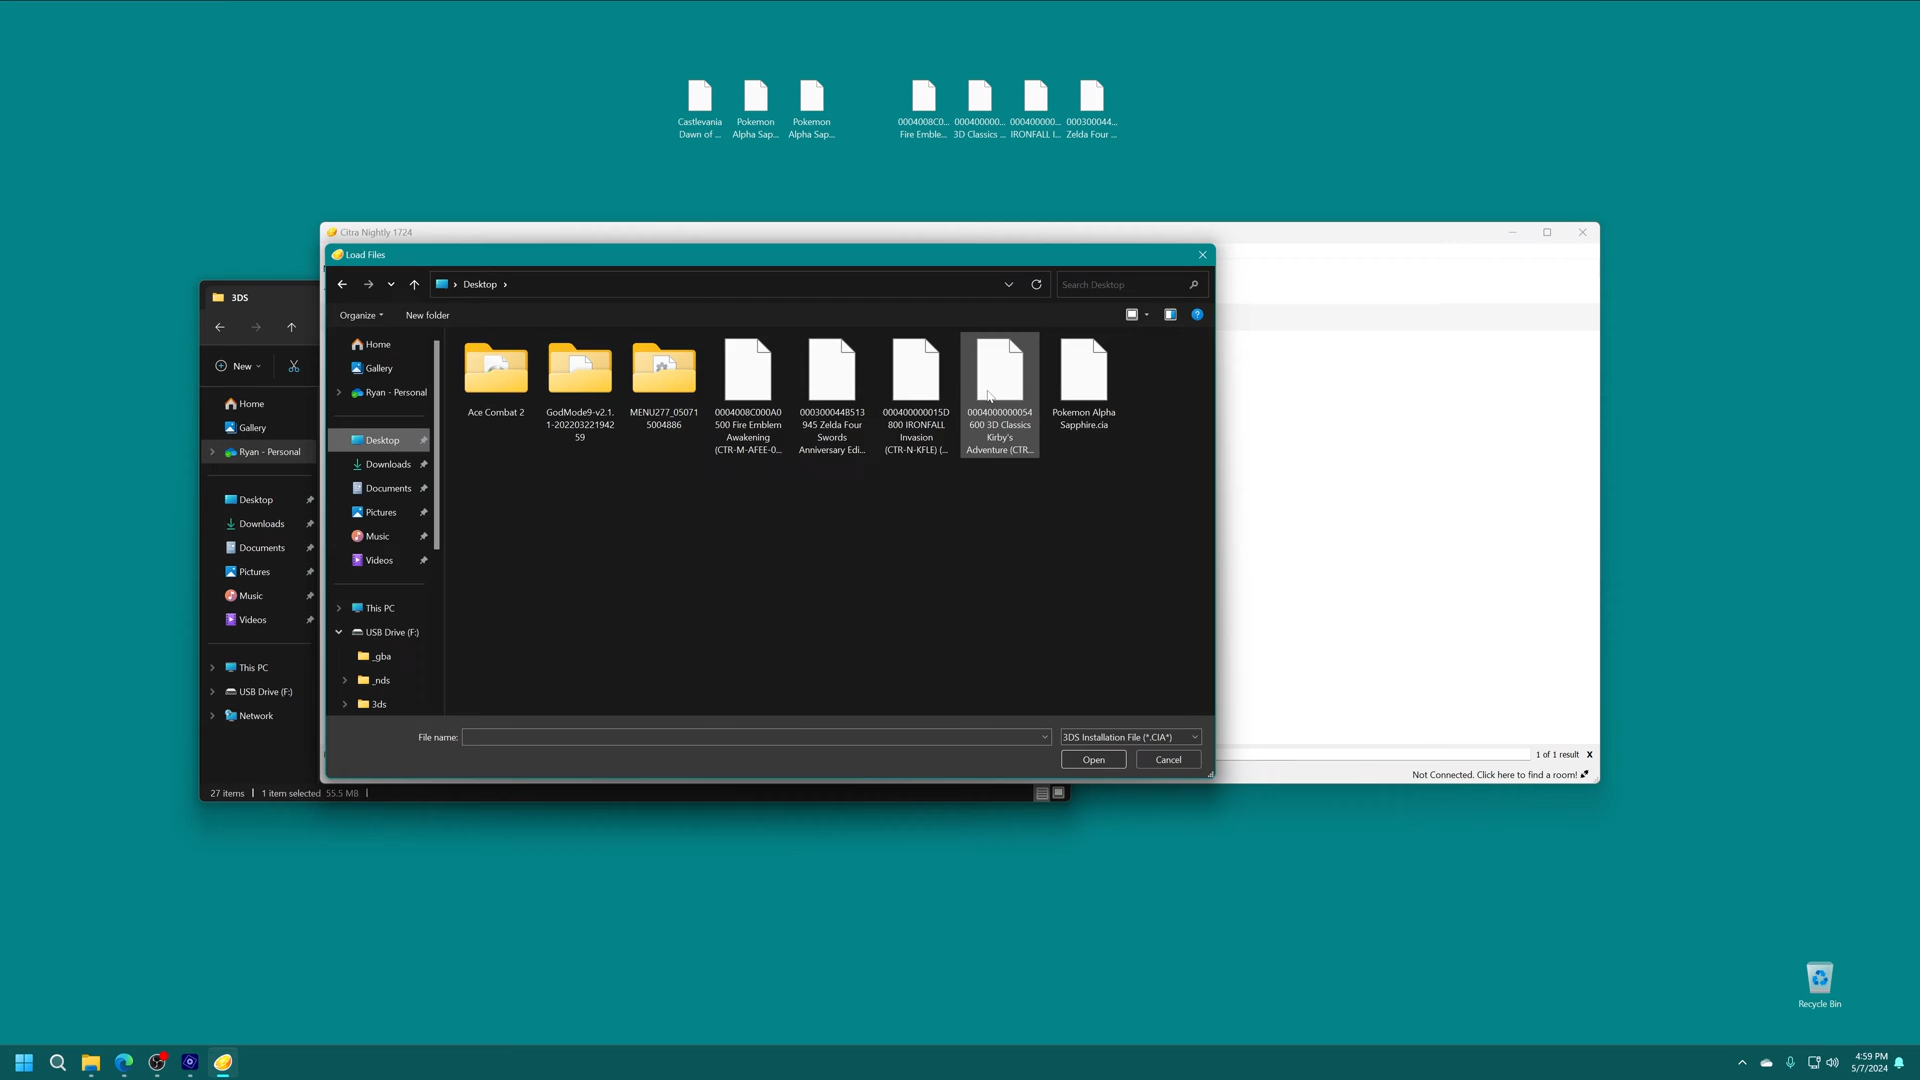 Castlevania
Dawn of ...
Pokemon
Alpha Sap...
Pokemon
Alpha Sap...
0004008C0...
Fire Emble...
000400000...
3D Classics ...
000400000...
IRONFALL I...
000300044...
Zelda Four ...
Citra Nightly 1724
Load Files
Desktop
Search Desktop
Organize
New folder
Home
Gallery
Ryan - Personal
Desktop
Downloads
Documents
Pictures
Music
Videos
This PC
USB Drive (F:)
_gba
_nds
3ds
Ace Combat 2
GodMode9-v2.1.
1-202203221942
59
MENU277_05071
5004886
0004008C000A0
500 Fire Emblem
Awakening
(CTR-M-AFEE-0...
000300044B513
945 Zelda Four
Swords
Anniversary Edi...
000400000015D
800 IRONFALL
Invasion
(CTR-N-KFLE) (...
0004000000054
600 3D Classics
Kirby's
Adventure (CTR...
Pokemon Alpha
Sapphire.cia
File name:
3DS Installation File (*.CIA*)
Open
Cancel
3DS
New
Home
Gallery
Ryan - Personal
Desktop
Downloads
Documents
Pictures
Music
Videos
This PC
USB Drive (F:)
Network
27 items
1 item selected 55.5 MB
1 of 1 result X
Not Connected. Click here to find a room!
Recycle Bin
4:59 PM
5/7/2024